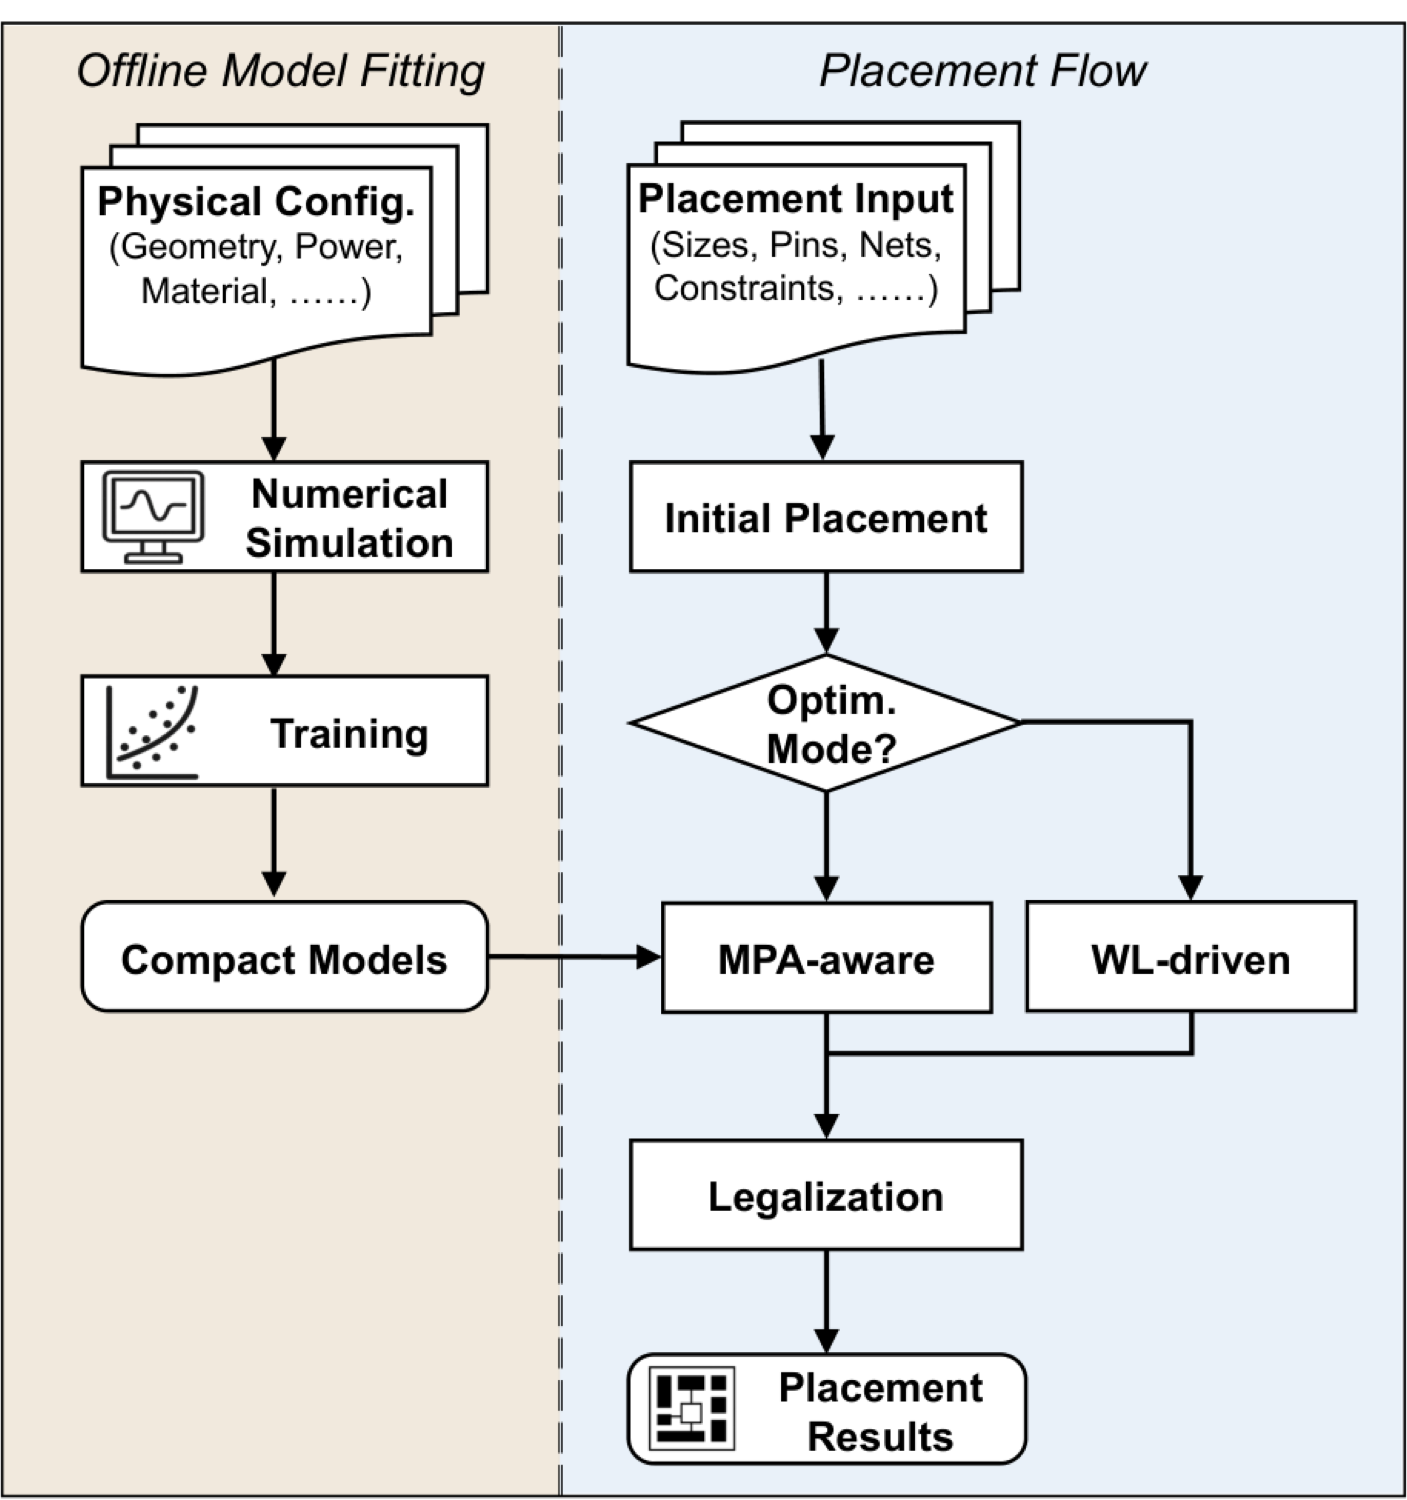 Offline Model Fitting
Physical Config.
(Geometry, Power,
Material, ......)
Numerical
Simulation
Training
Compact Models
Placement Flow
Placement Input
(Sizes, Pins, Nets,
Constraints, ......)
Initial Placement
Optim.
Mode?
MPA-aware
WL-driven
Legalization
Placement
Results